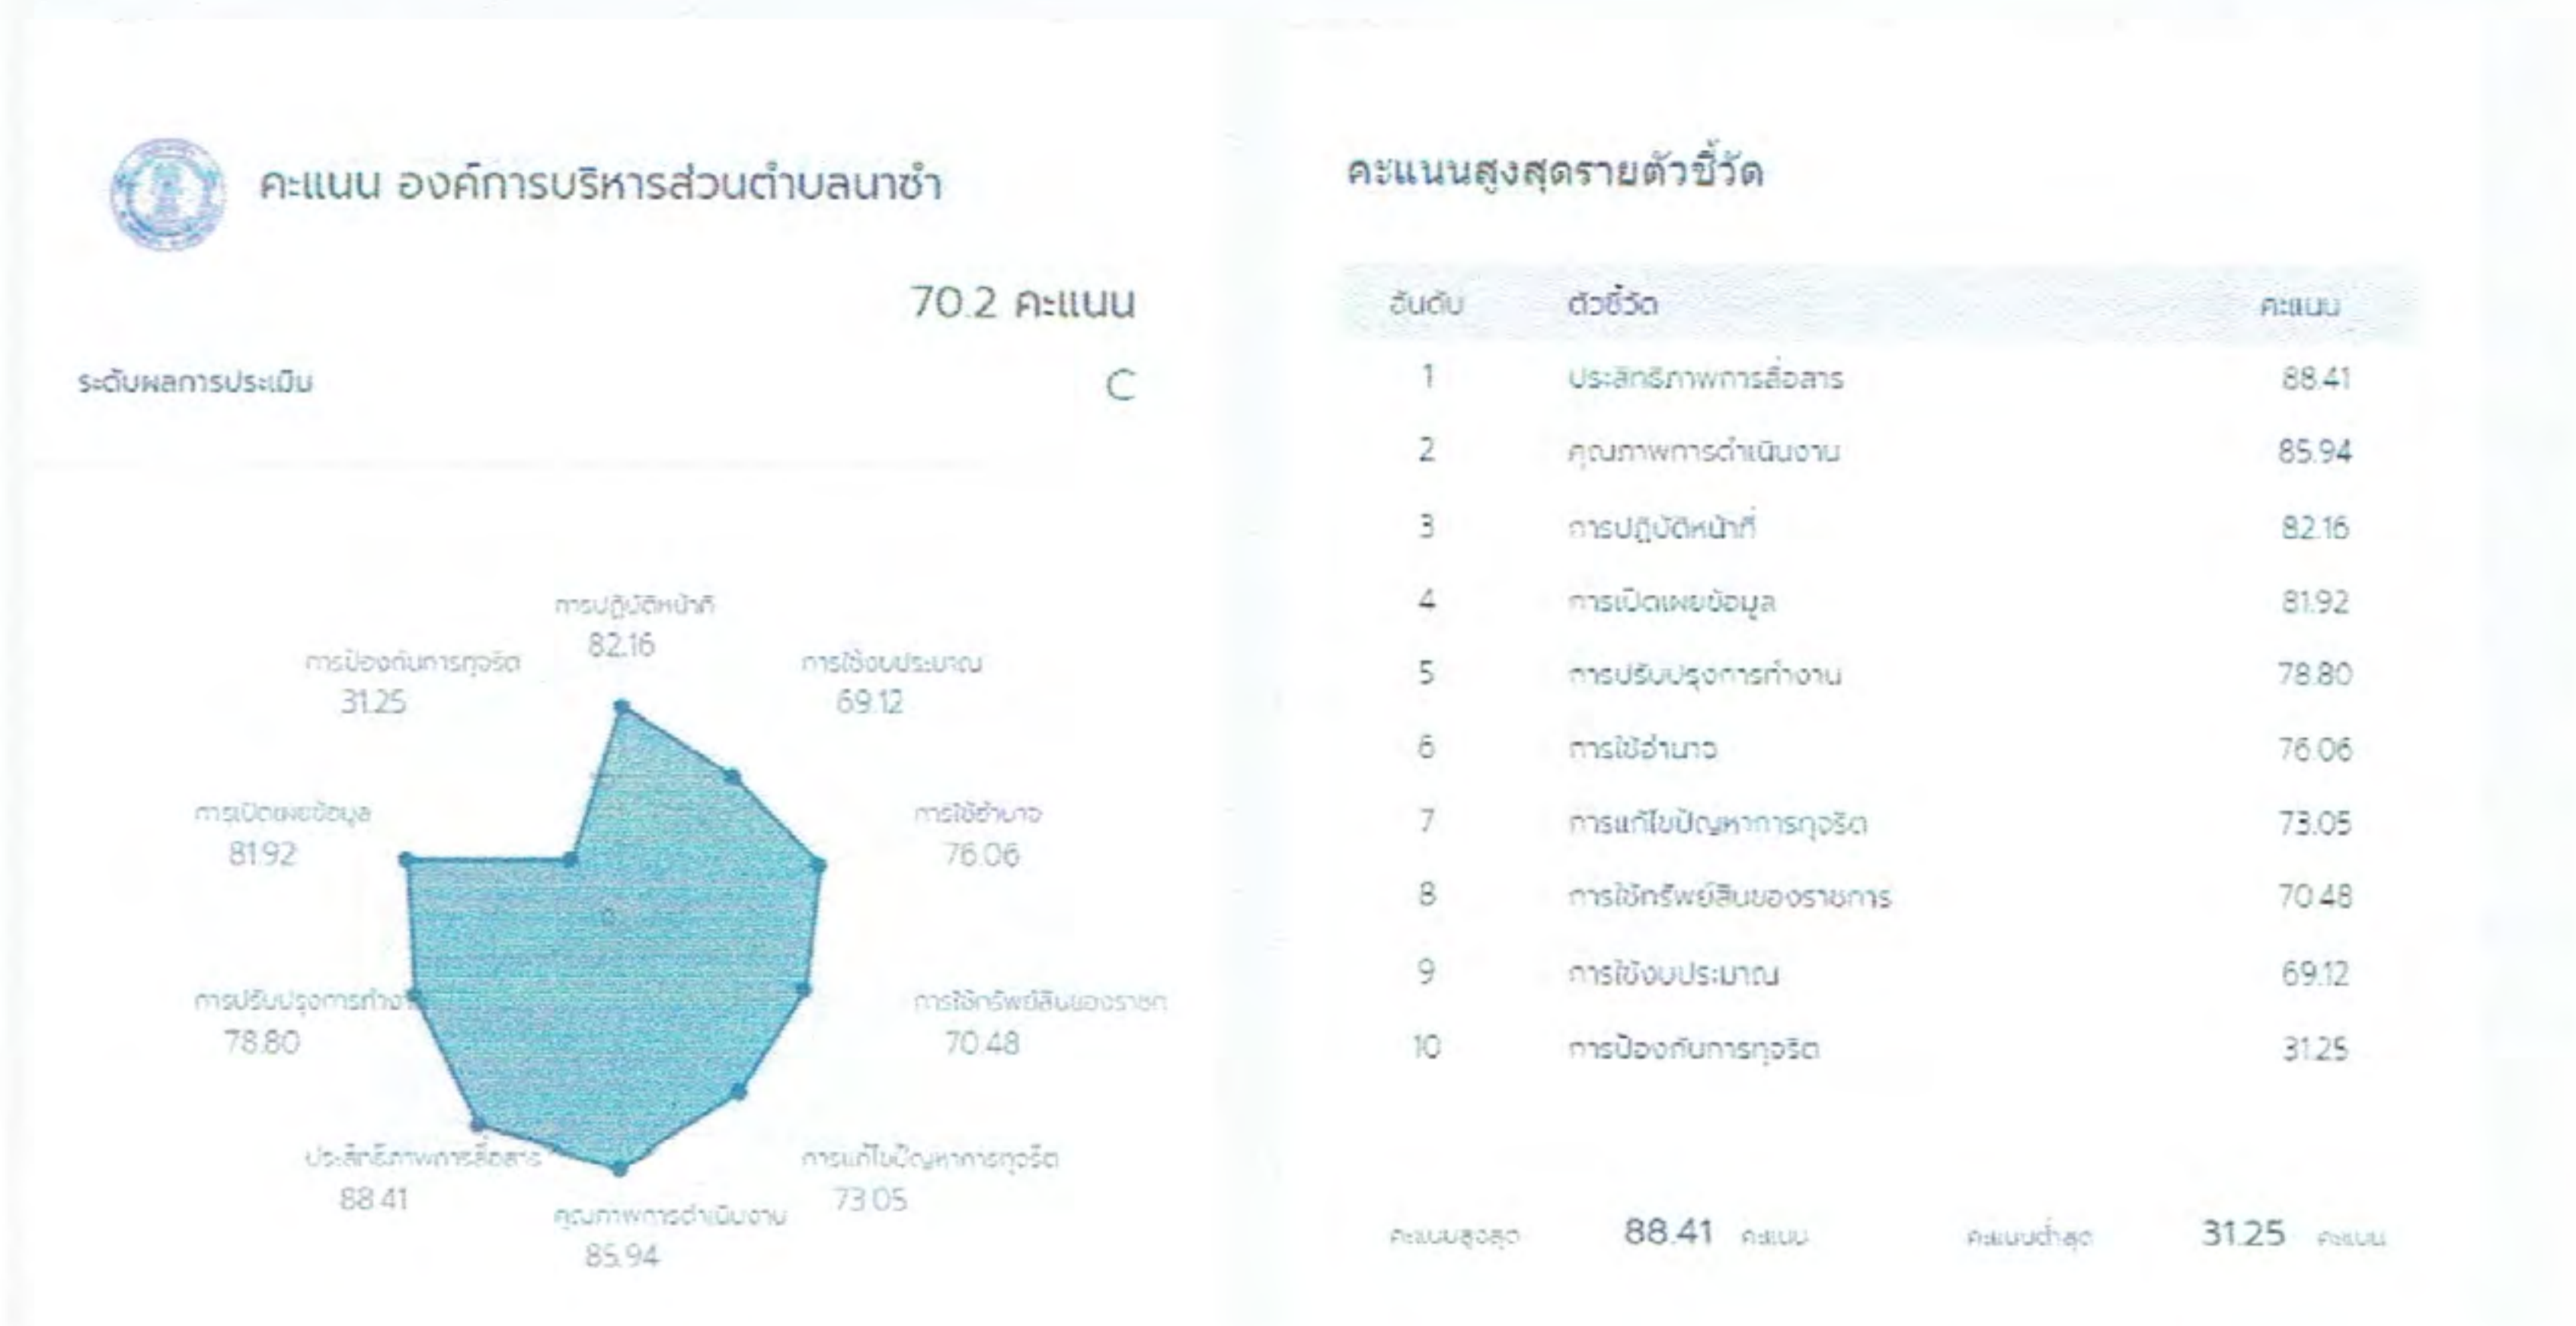 คะแนน องค์การบริหารส่วนตำบลนาซำ
70.2 คะแนน
ระดับผลการประเมิน
C
การปฏิบัติหน้าที่
82.16
การป้องกันการทุจริต
31.25
การใช้งบประมาณ
69.12
การเปิดเผยข้อมูล
81.92
การใช้อำนาจ
76.06
0
การปรับปรุงการทำงา
78.80
การใช้ทรัพย์สินของราชก
70.48
ประสิทธิภาพการสื่อสาร
88.41
การแก้ไขปัญหาการทุจริต
73.05
คุณภาพการดำเนินงาน
85.94
คะแนนสูงสุดรายตัวชี้วัด
อันดับ ตัวชี้วัด คะแนน
1 ประสิทธิภาพการสื่อสาร 88.41
2 คุณภาพการดำเนินงาน 85.94
3 การปฏิบัติหน้าที่ 82.16
4 การเปิดเผยข้อมูล 81.92
5 การปรับปรุงการทำงาน 78.80
6 การใช้อำนาจ 76.06
7 การแก้ไขปัญหาการทุจริต 73.05
8 การใช้ทรัพย์สินของราชการ 70.48
9 การใช้งบประมาณ 69.12
10 การป้องกันการทุจริต 31.25
คะแนนสูงสุด 88.41 คะแนน คะแนนต่ำสุด 31.25 คะแนน